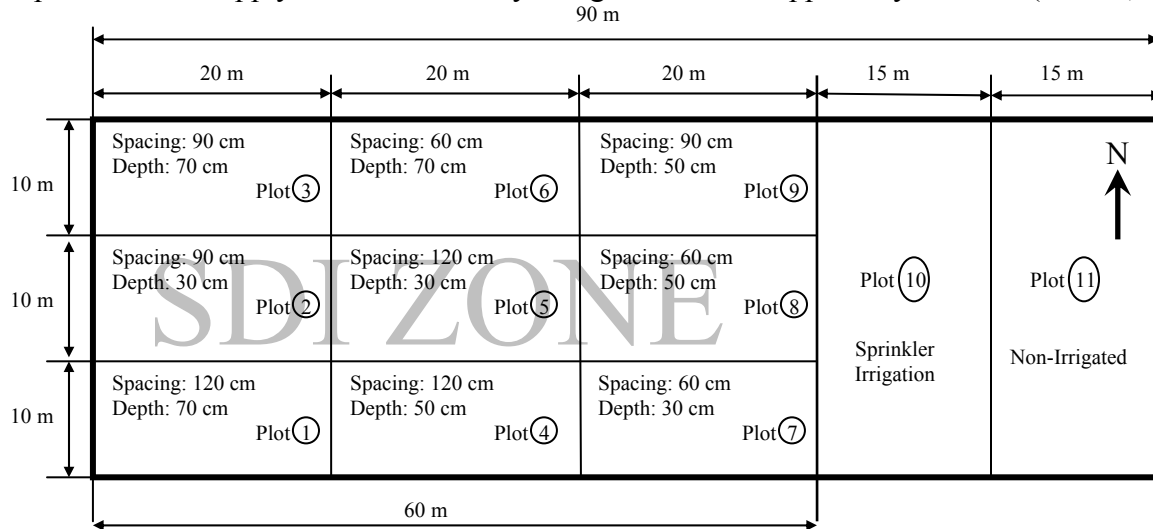 90 m
20 m
20 m
20 m
15 m
15 m
10 m
Spacing: 90 cm
Depth: 70 cm
Plot 3
Spacing: 60 cm
Depth: 70 cm
Plot 6
Spacing: 90 cm
Depth: 50 cm
Plot 9
N
10 m
Spacing: 90 cm
Depth: 30 cm
Plot 2
Spacing: 120 cm
Depth: 30 cm
Plot 5
Spacing: 60 cm
Depth: 50 cm
Plot 8
SDI ZONE
Plot 10
Sprinkler
Irrigation
Plot 11
Non-Irrigated
10 m
Spacing: 120 cm
Depth: 70 cm
Plot 1
Spacing: 120 cm
Depth: 50 cm
Plot 4
Spacing: 60 cm
Depth: 30 cm
Plot 7
60 m